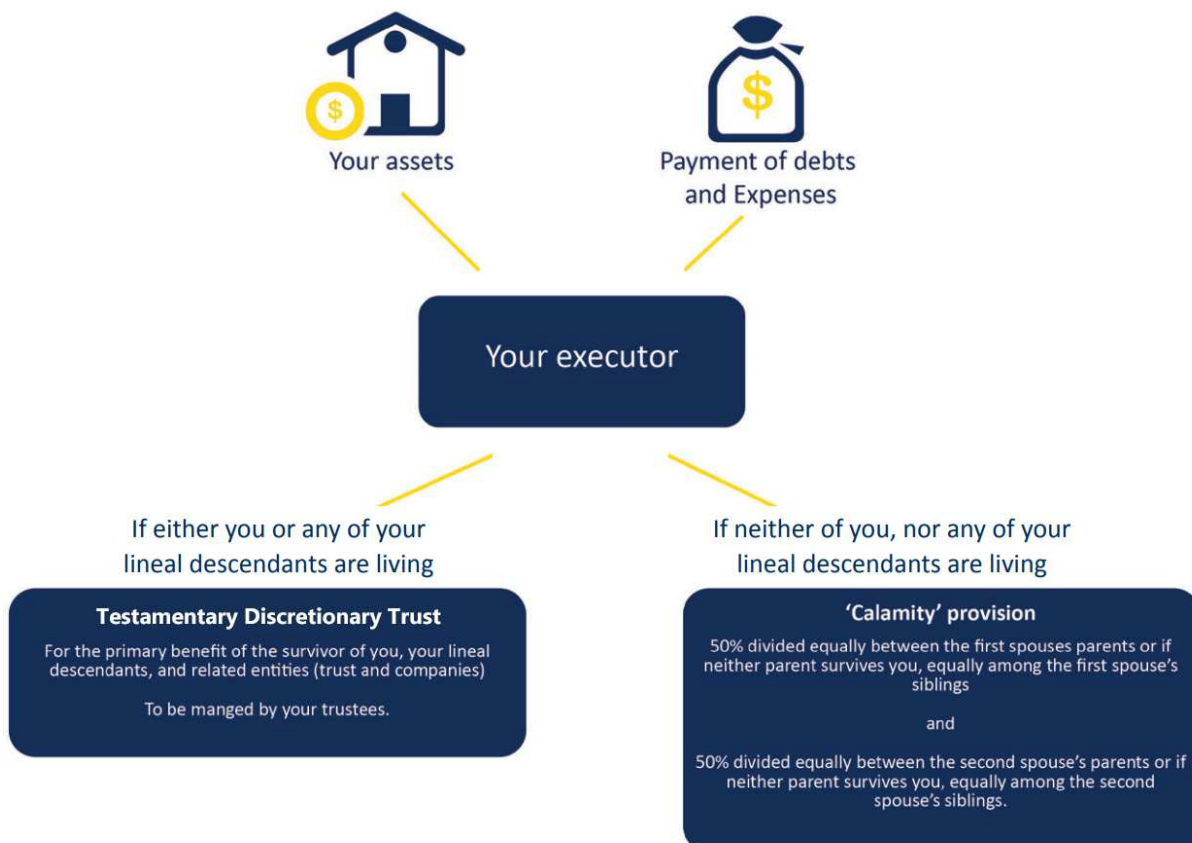 $
$
Your assets
Payment of debts
and Expenses
Your executor
If either you or any of your
lineal descendants are living
Testamentary Discretionary Trust
For the primary benefit of the survivor of you, your lineal
descendants, and related entities (trust and companies)
To be manged by your trustees.
If neither of you, nor any of your
lineal descendants are living
‘Calamity’ provision
50% divided equally between the first spouses parents or if
neither parent survives you, equally among the first spouse’s
siblings
and
50% divided equally between the second spouse’s parents or if
neither parent survives you, equally among the second
spouse’s siblings.